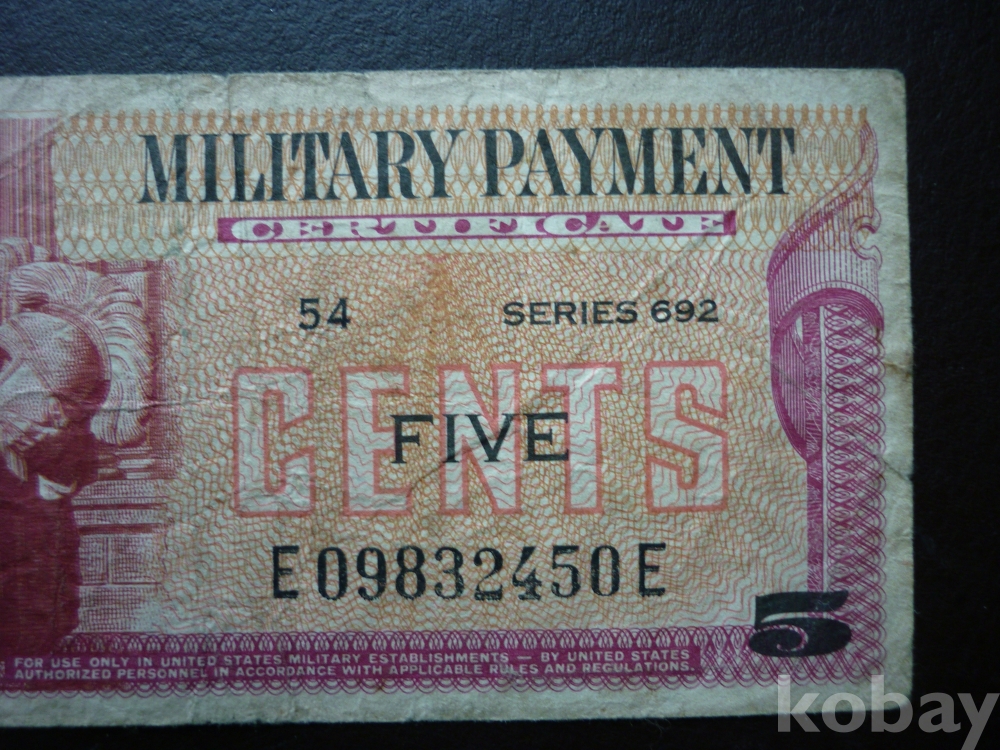 MILITARY PAYMENT
CERTIFICATE
54 SERIES 692
CENTS
FIVE
E09832450E
5
FOR USE ONLY IN UNITED STATES MILITARY ESTABLISHMENTS — BY UNITED STATES
AUTHORIZED PERSONNEL IN ACCORDANCE WITH APPLICABLE RULES AND REGULATIONS.
kobay